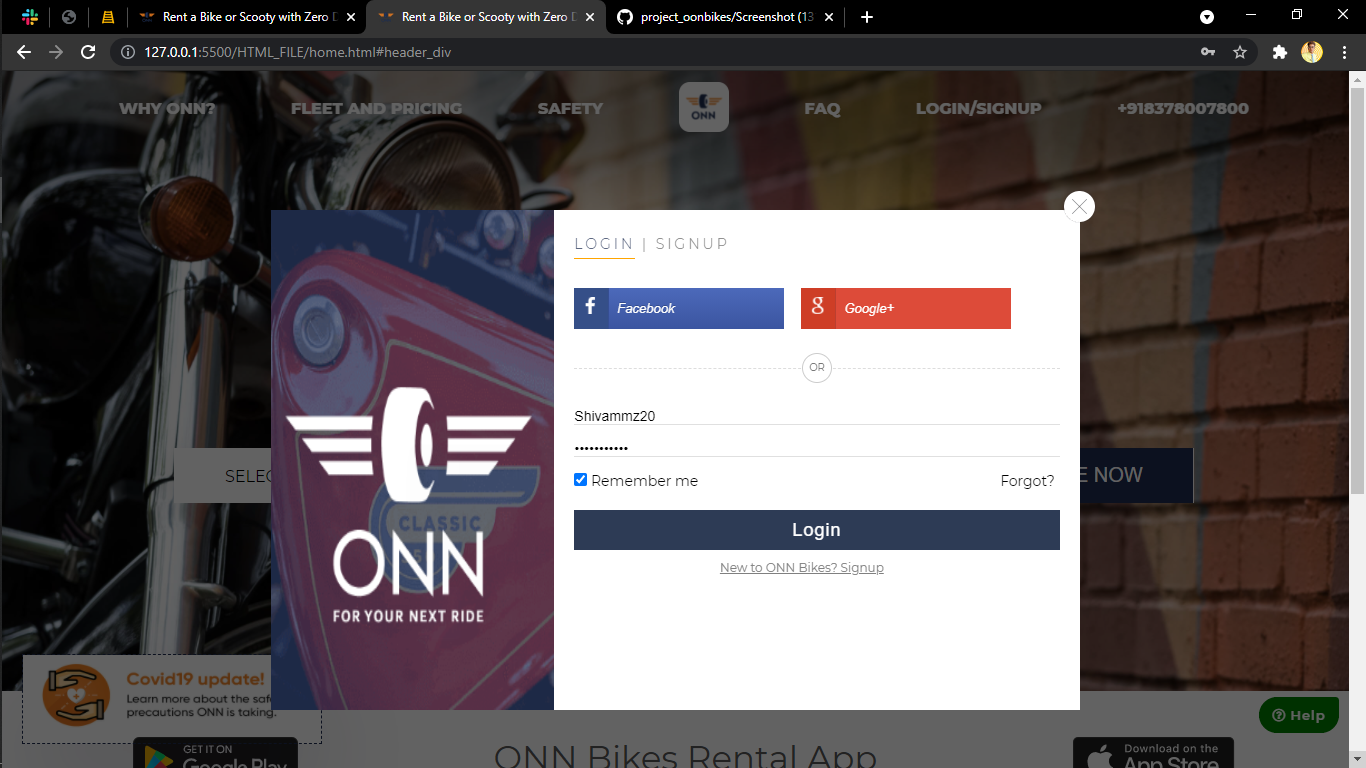 Rent a Bike or Scooty with Zero D
Rent a Bike or Scooty with Zero D
project_oonbikes/Screenshot (13
127.0.0.1:5500/HTML_FILE/home.html#header_div
WHY ONN?
FLEET AND PRICING
SAFETY
ONN
FAQ
LOGIN/SIGNUP
+918378007800
LOGIN | SIGNUP
f Facebook
g Google+
OR
Shivammz20
•••••••••••
Remember me
Forgot?
Login
New to ONN Bikes? Signup
CLASSIC
ONN
FOR YOUR NEXT RIDE
SELEC
E NOW
Covid19 update!
Learn more about the saf
precautions ONN is taking.
GET IT ON
Google Play
ONN Bikes Rental App
Download on the
App Store
Help